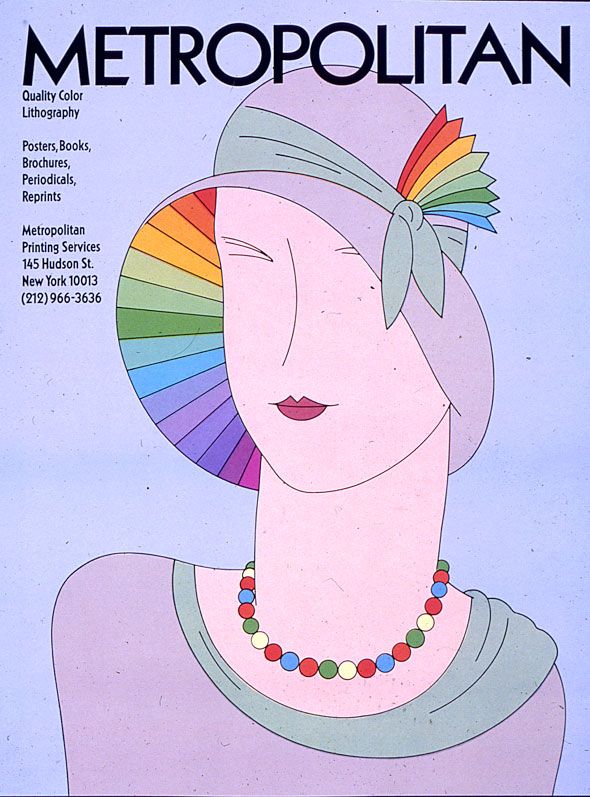 METROPOLITAN
Quality Color
Lithography
Posters, Books,
Brochures,
Periodicals,
Reprints
Metropolitan
Printing Services
145 Hudson St.
New York 10013
(212) 966-3636